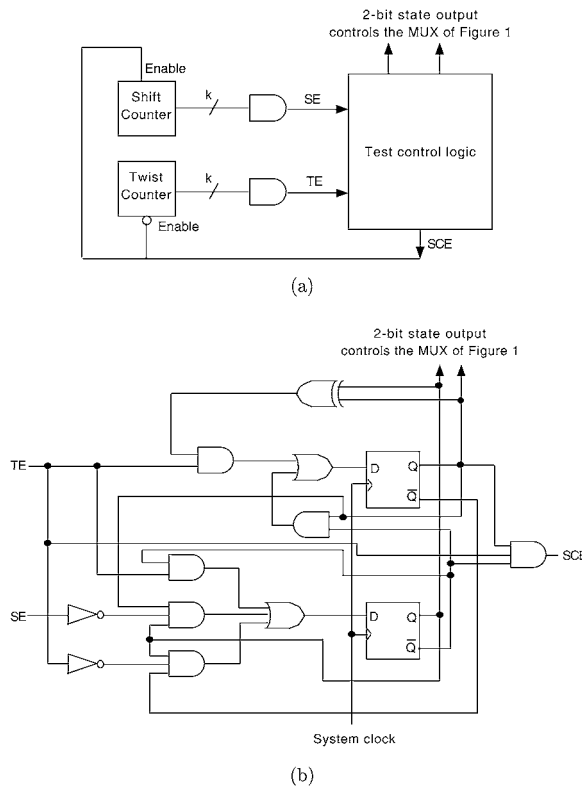 2-bit state output
controls the MUX of Figure 1
Enable
Shift
Counter
k
SE
Test control logic
Twist
Counter
k
TE
Enable
SCE
(a)
2-bit state output
controls the MUX of Figure 1
TE
D
Q
Q
SCE
SE
D
Q
Q
System clock
(b)